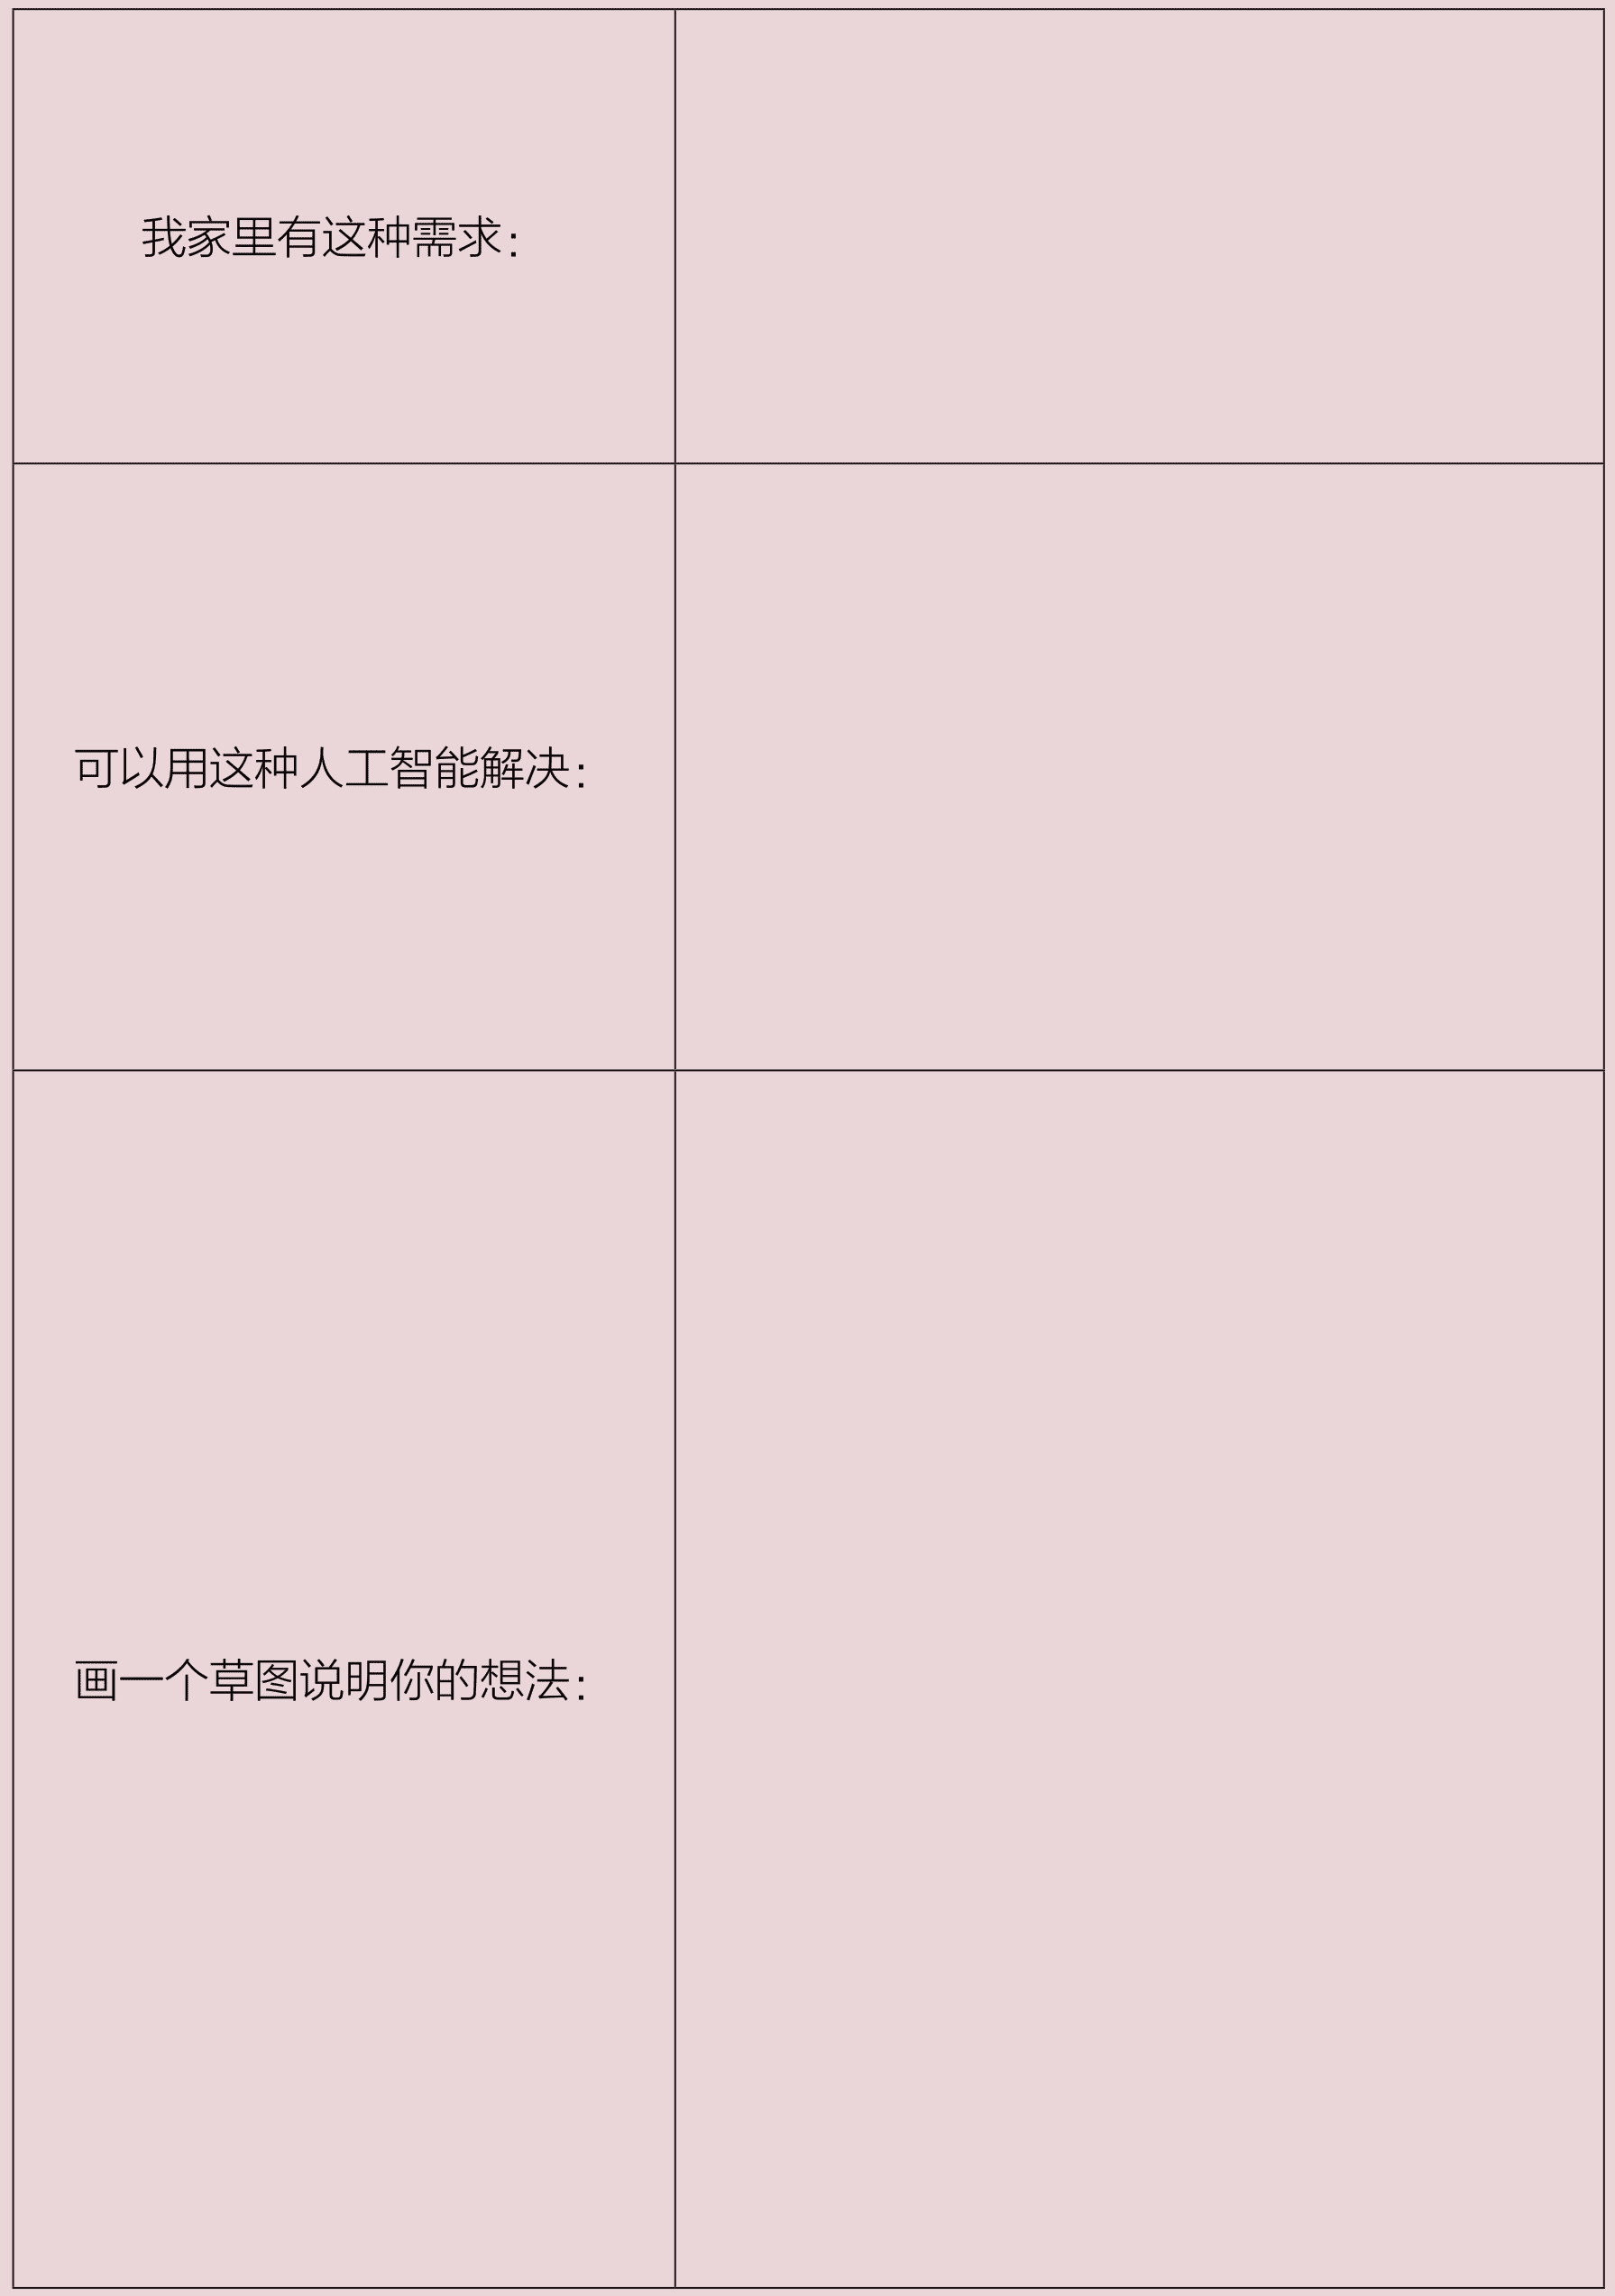 我家里有这种需求：
可以用这种人工智能解决：
画一个草图说明你的想法：